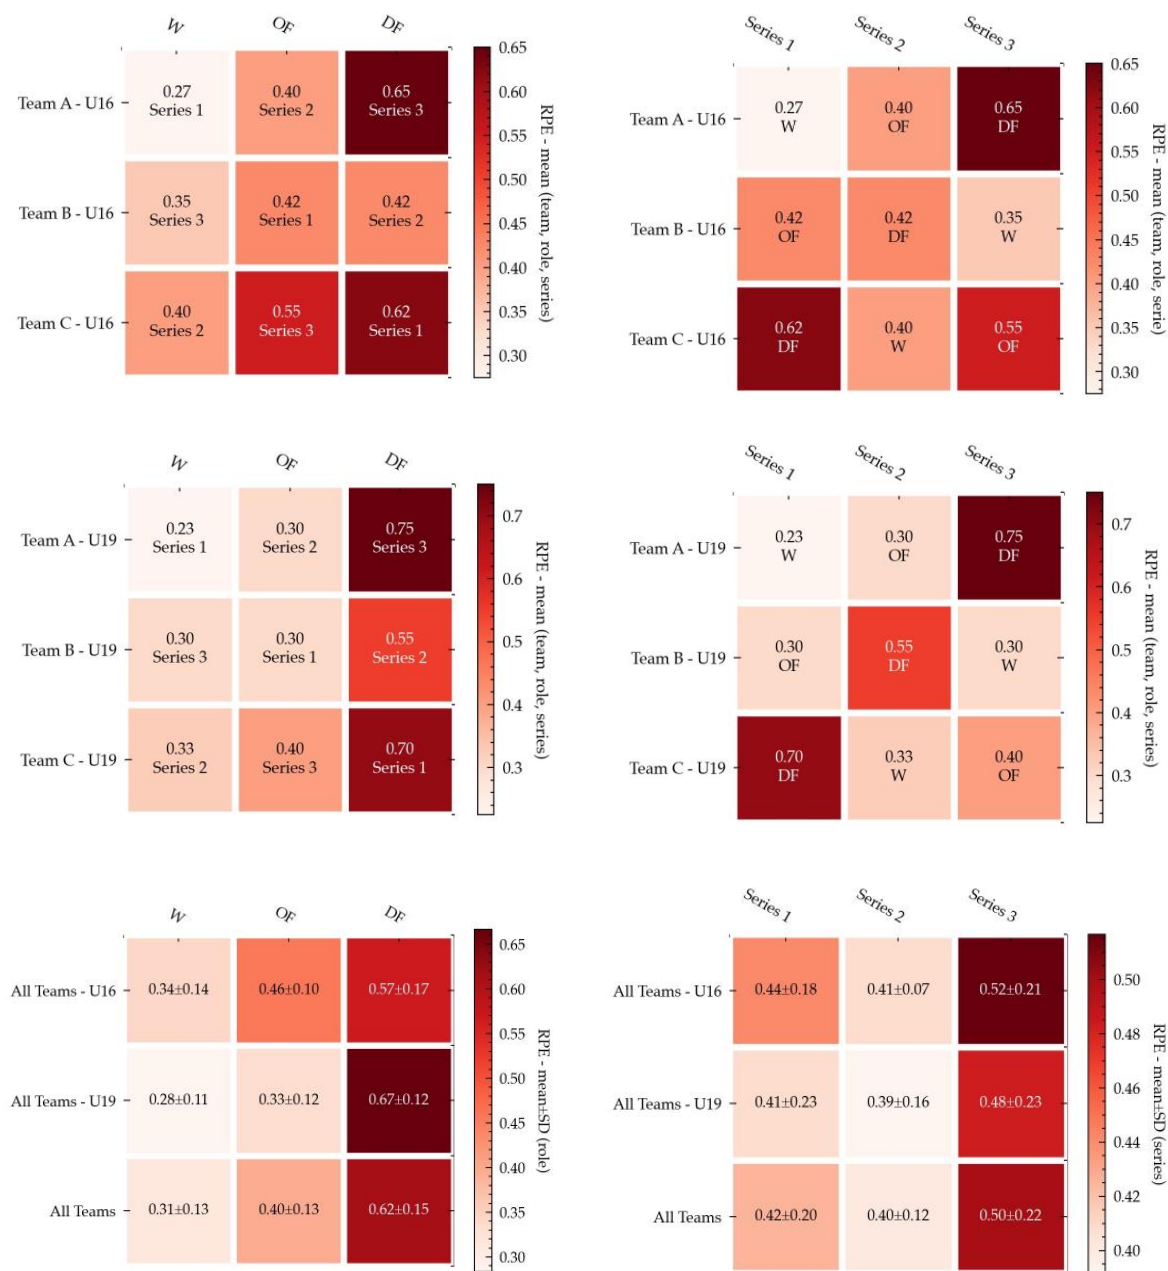 W OF DF
Team A - U16
0.27 0.40 0.65
Series 1 Series 2 Series 3
Team B - U16
0.35 0.42 0.42
Series 3 Series 1 Series 2
Team C - U16
0.40 0.55 0.62
Series 2 Series 3 Series 1
0.65
0.60
0.55
0.50
0.45
0.40
0.35
0.30
RPE - mean (team, role, series)
Series 1 Series 2 Series 3
Team A - U16
0.27 0.40 0.65
W OF DF
Team B - U16
0.42 0.42 0.35
OF DF W
Team C - U16
0.62 0.40 0.55
DF W OF
0.65
0.60
0.55
0.50
0.45
0.40
0.35
0.30
RPE - mean (team, role, serie)
W OF DF
Team A - U19
0.23 0.30 0.75
Series 1 Series 2 Series 3
Team B - U19
0.30 0.30 0.55
Series 3 Series 1 Series 2
Team C - U19
0.33 0.40 0.70
Series 2 Series 3 Series 1
0.7
0.6
0.5
0.4
0.3
RPE - mean (team, role, series)
Series 1 Series 2 Series 3
Team A - U19
0.23 0.30 0.75
W OF DF
Team B - U19
0.30 0.55 0.30
OF DF W
Team C - U19
0.70 0.33 0.40
DF W OF
0.7
0.6
0.5
0.4
0.3
RPE - mean (team, role, series)
W OF DF
All Teams - U16 0.34±0.14 0.46±0.10 0.57±0.17
All Teams - U19 0.28±0.11 0.33±0.12 0.67±0.12
All Teams 0.31±0.13 0.40±0.13 0.62±0.15
0.65
0.60
0.55
0.50
0.45
0.40
0.35
0.30
RPE - mean±SD (role)
Series 1 Series 2 Series 3
All Teams - U16 0.44±0.18 0.41±0.07 0.52±0.21
All Teams - U19 0.41±0.23 0.39±0.16 0.48±0.23
All Teams 0.42±0.20 0.40±0.12 0.50±0.22
0.50
0.48
0.46
0.44
0.42
0.40
RPE - mean±SD (series)